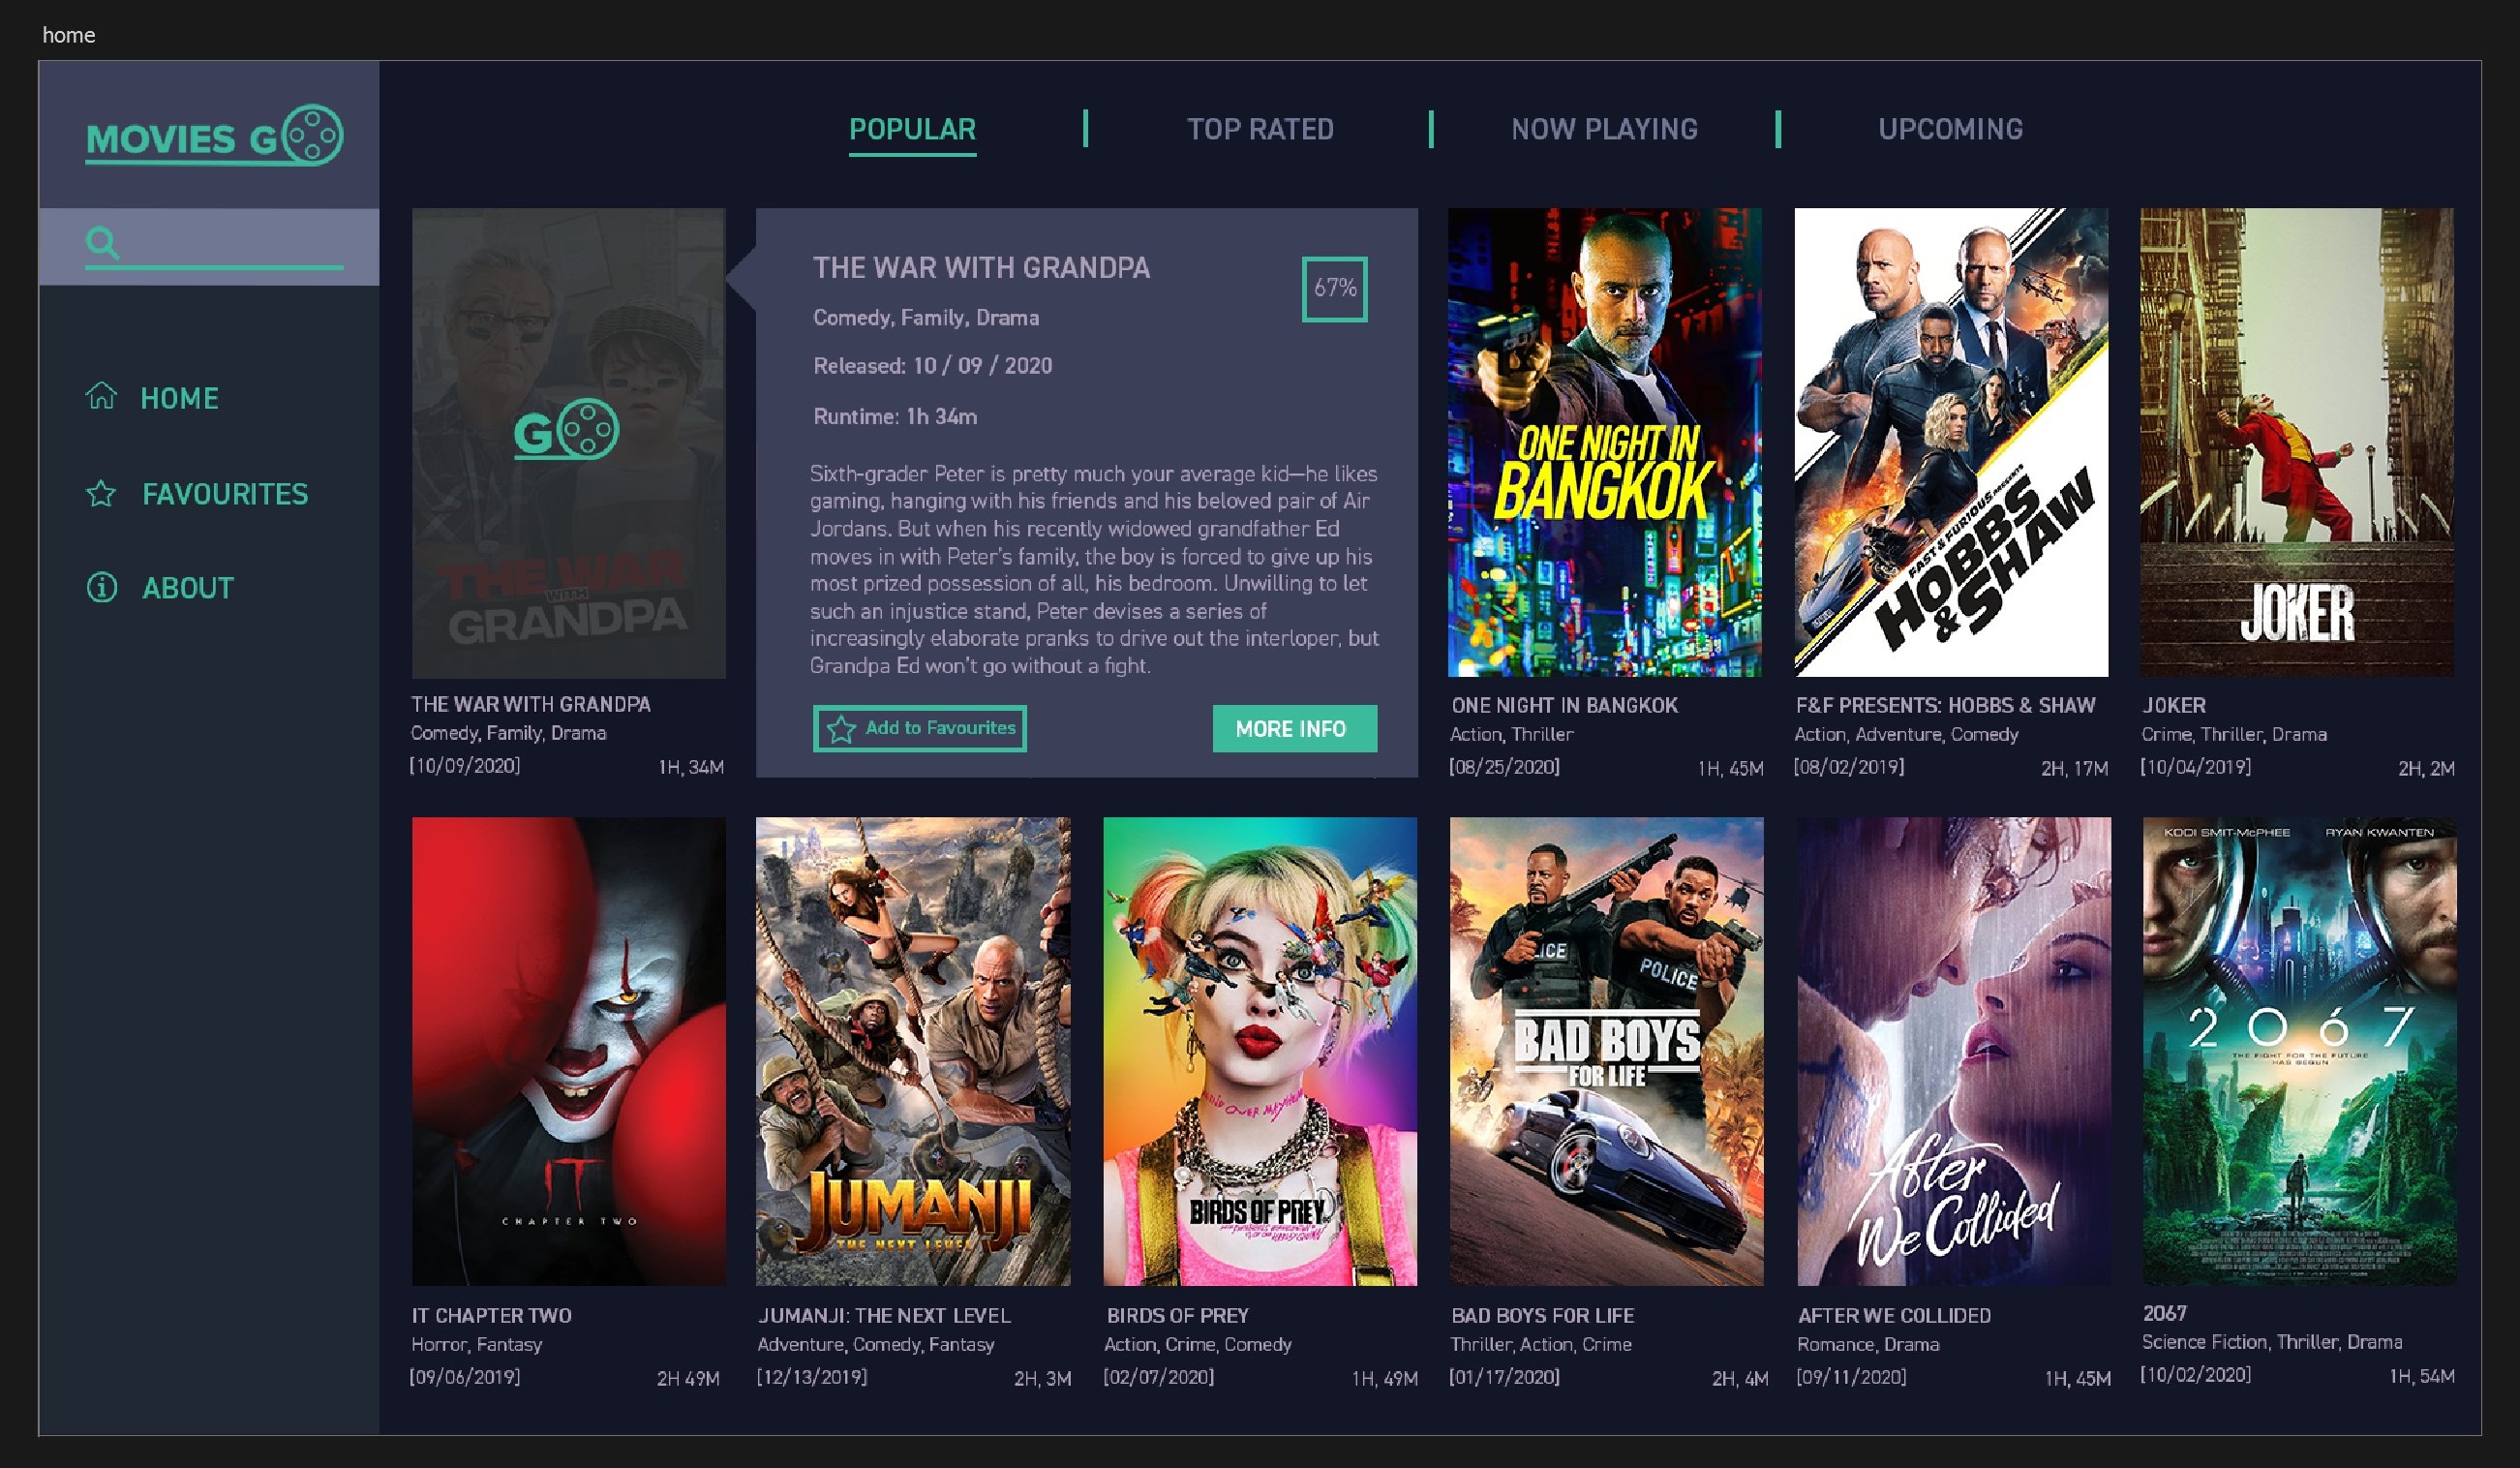 home
MOVIES GO
POPULAR
TOP RATED
NOW PLAYING
UPCOMING
HOME
FAVOURITES
ABOUT
GO
THE WAR
WITH
GRANDPA
THE WAR WITH GRANDPA
Comedy, Family, Drama
[10/09/2020] 1H, 34M
THE WAR WITH GRANDPA
67%
Comedy, Family, Drama
Released: 10 / 09 / 2020
Runtime: 1h 34m
Sixth-grader Peter is pretty much your average kid—he likes
gaming, hanging with his friends and his beloved pair of Air
Jordans. But when his recently widowed grandfather Ed
moves in with Peter's family, the boy is forced to give up his
most prized possession of all, his bedroom. Unwilling to let
such an injustice stand, Peter devises a series of
increasingly elaborate pranks to drive out the interloper, but
Grandpa Ed won't go without a fight.
Add to Favourites
MORE INFO
ONE NIGHT IN
BANGKOK
ONE NIGHT IN BANGKOK
Action, Thriller
[08/25/2020] 1H, 45M
FAST & FURIOUS PRESENTS:
HOBBS
& SHAW
F&F PRESENTS: HOBBS & SHAW
Action, Adventure, Comedy
[08/02/2019] 2H, 17M
JOKER
JOKER
Crime, Thriller, Drama
[10/04/2019] 2H, 2M
IT
CHAPTER TWO
IT CHAPTER TWO
Horror, Fantasy
[09/06/2019] 2H 49M
JUMANJI
THE NEXT LEVEL
JUMANJI: THE NEXT LEVEL
Adventure, Comedy, Fantasy
[12/13/2019] 2H, 3M
BIRDS OF PREY
BIRDS OF PREY
Action, Crime, Comedy
[02/07/2020] 1H, 49M
LICE
POLICE
BAD BOYS
FOR LIFE
BAD BOYS FOR LIFE
Thriller, Action, Crime
[01/17/2020] 2H, 4M
After
We Collided
AFTER WE COLLIDED
Romance, Drama
[09/11/2020] 1H, 45M
KODI SMIT-McPHEE RYAN KWANTEN
2067
THE FIGHT FOR THE FUTURE
HAS BEGUN
2067
Science Fiction, Thriller, Drama
[10/02/2020] 1H, 54M